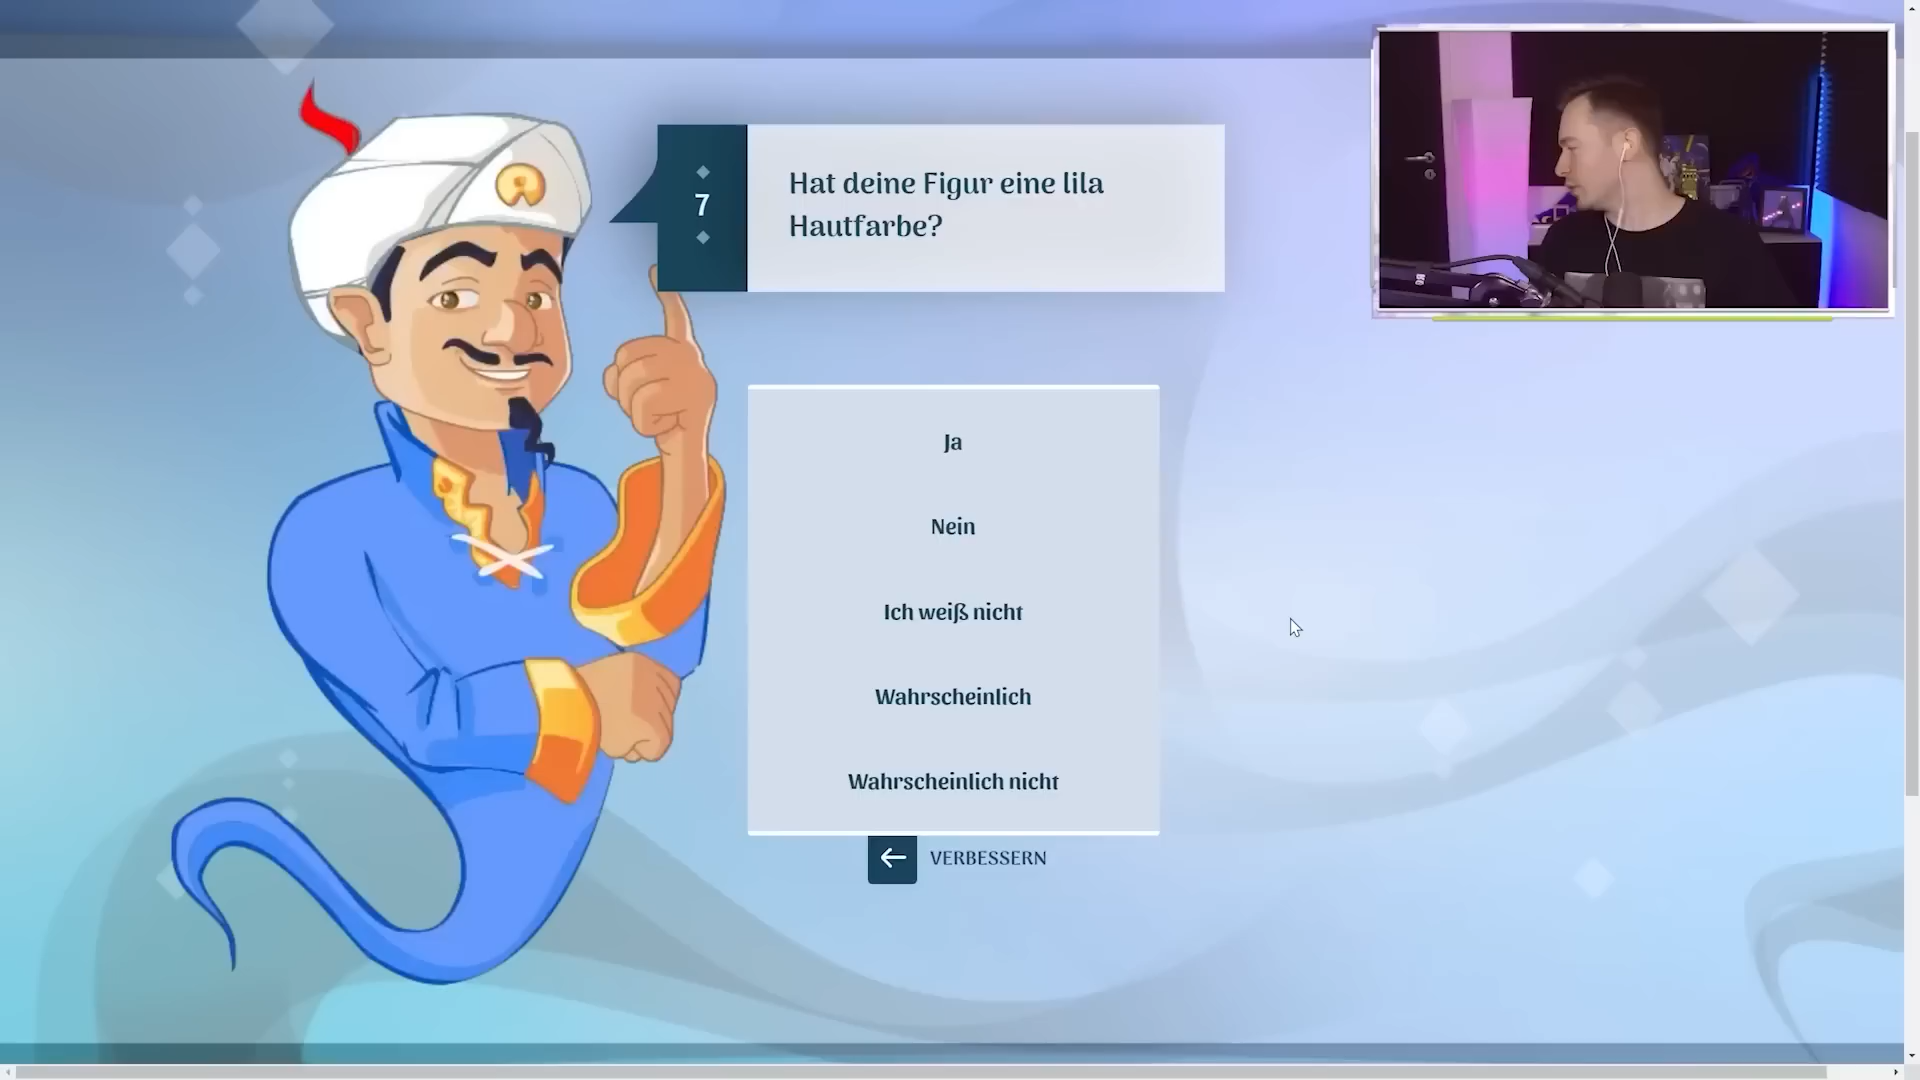 7
Hat deine Figur eine lila
Hautfarbe?
Ja
Nein
Ich weiß nicht
Wahrscheinlich
Wahrscheinlich nicht
VERBESSERN